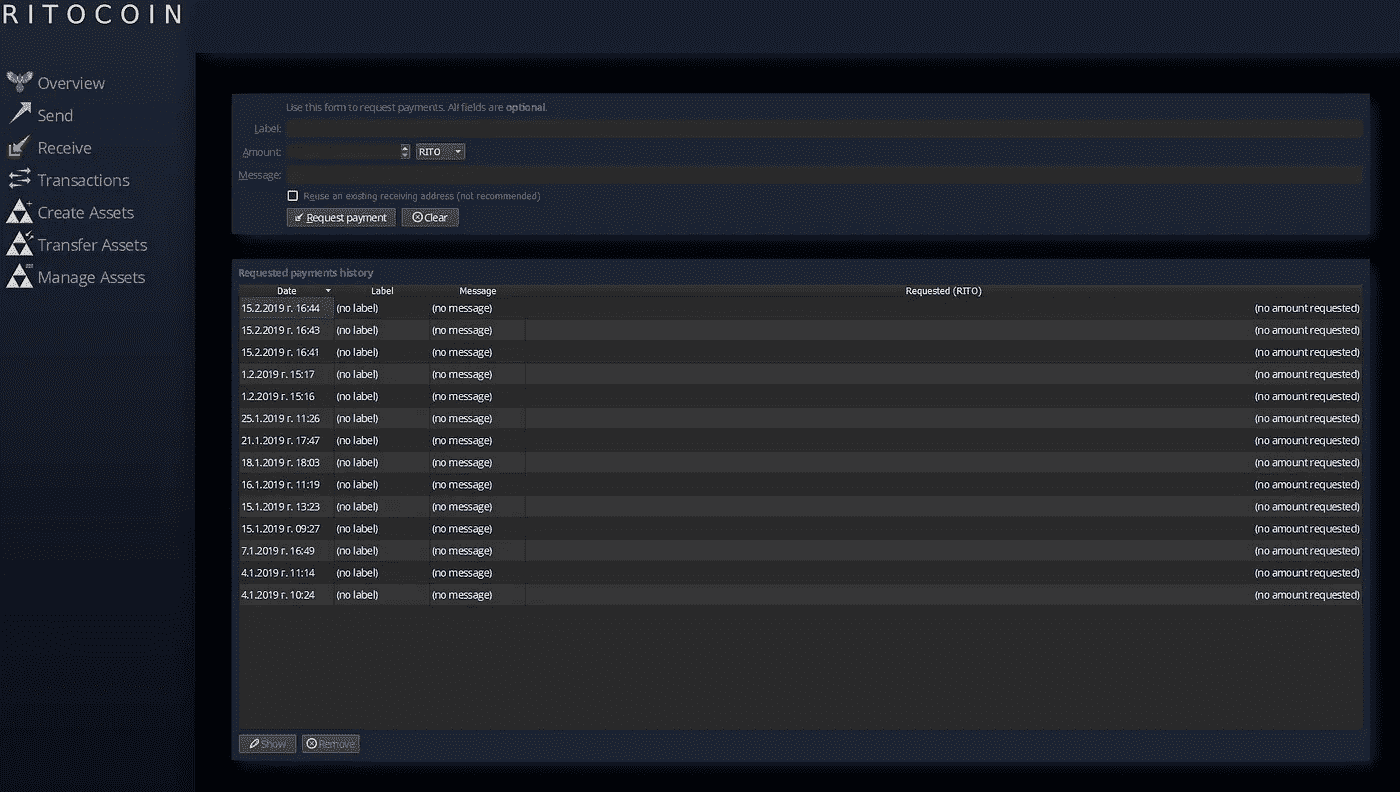 RITOCOIN
Overview
Send
Receive
Transactions
Create Assets
Transfer Assets
Manage Assets
Use this form to request payments. All fields are optional.
Label:
Amount: RITO
Message:
Reuse an existing receiving address (not recommended)
Request payment Clear
Requested payments history
Date Label Message Requested (RITO)
15.2.2019 г. 16:44 (no label) (no message) (no amount requested)
15.2.2019 г. 16:43 (no label) (no message) (no amount requested)
15.2.2019 г. 16:41 (no label) (no message) (no amount requested)
1.2.2019 г. 15:17 (no label) (no message) (no amount requested)
1.2.2019 г. 15:16 (no label) (no message) (no amount requested)
25.1.2019 г. 11:26 (no label) (no message) (no amount requested)
21.1.2019 г. 17:47 (no label) (no message) (no amount requested)
18.1.2019 г. 18:03 (no label) (no message) (no amount requested)
16.1.2019 г. 11:19 (no label) (no message) (no amount requested)
15.1.2019 г. 13:23 (no label) (no message) (no amount requested)
15.1.2019 г. 09:27 (no label) (no message) (no amount requested)
7.1.2019 г. 16:49 (no label) (no message) (no amount requested)
4.1.2019 г. 11:14 (no label) (no message) (no amount requested)
4.1.2019 г. 10:24 (no label) (no message) (no amount requested)
Show Remove